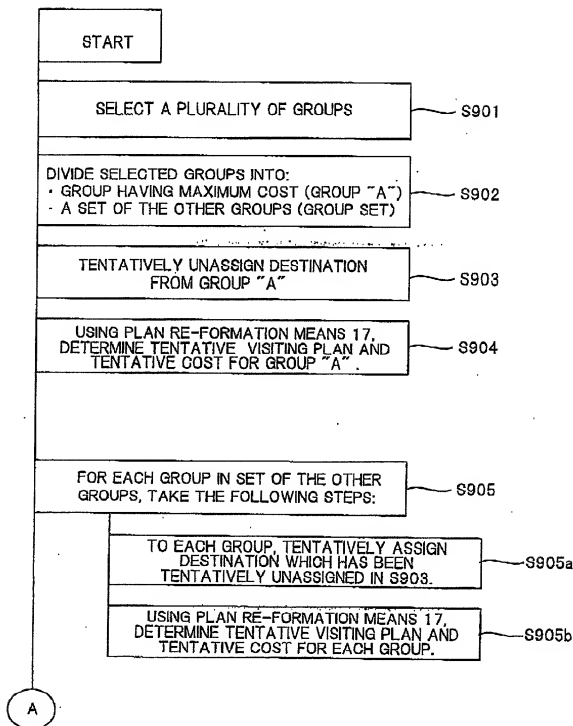 START
SELECT A PLURALITY OF GROUPS
S901
DIVIDE SELECTED GROUPS INTO:
· GROUP HAVING MAXIMUM COST (GROUP "A")
- A SET OF THE OTHER GROUPS (GROUP SET)
S902
TENTATIVELY UNASSIGN DESTINATION
FROM GROUP "A"
S903
USING PLAN RE-FORMATION MEANS 17,
DETERMINE TENTATIVE VISITING PLAN AND
TENTATIVE COST FOR GROUP "A".
S904
FOR EACH GROUP IN SET OF THE OTHER
GROUPS, TAKE THE FOLLOWING STEPS:
S905
TO EACH GROUP, TENTATIVELY ASSIGN
DESTINATION WHICH HAS BEEN
TENTATIVELY UNASSIGNED IN S903.
S905a
USING PLAN RE-FORMATION MEANS 17,
DETERMINE TENTATIVE VISITING PLAN AND
TENTATIVE COST FOR EACH GROUP.
S905b
A